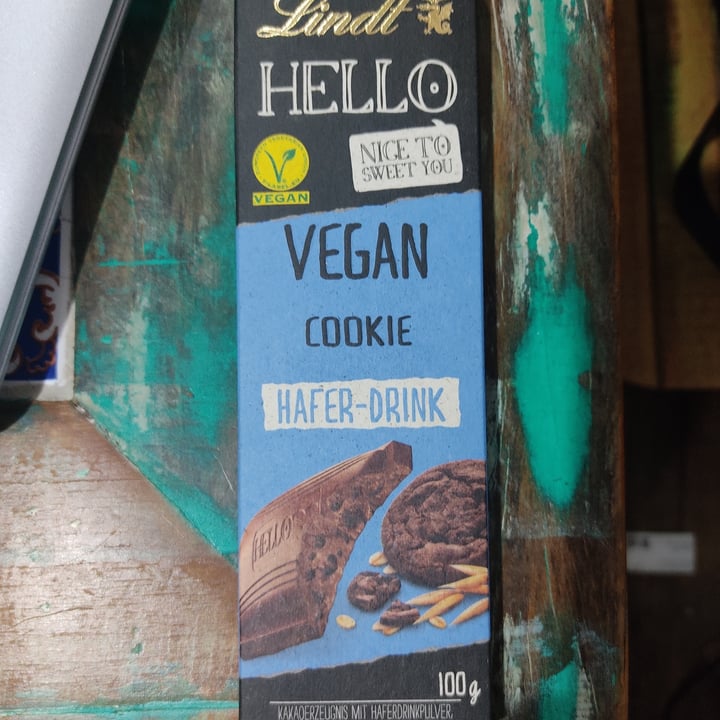 Lindt
HELLO
NICE TO
SWEET YOU
VEGAN
VEGAN
COOKIE
HAFER-DRINK
HELLO
100g
KAKAOERZEUGNIS MIT HAFERDRINKPULVER,